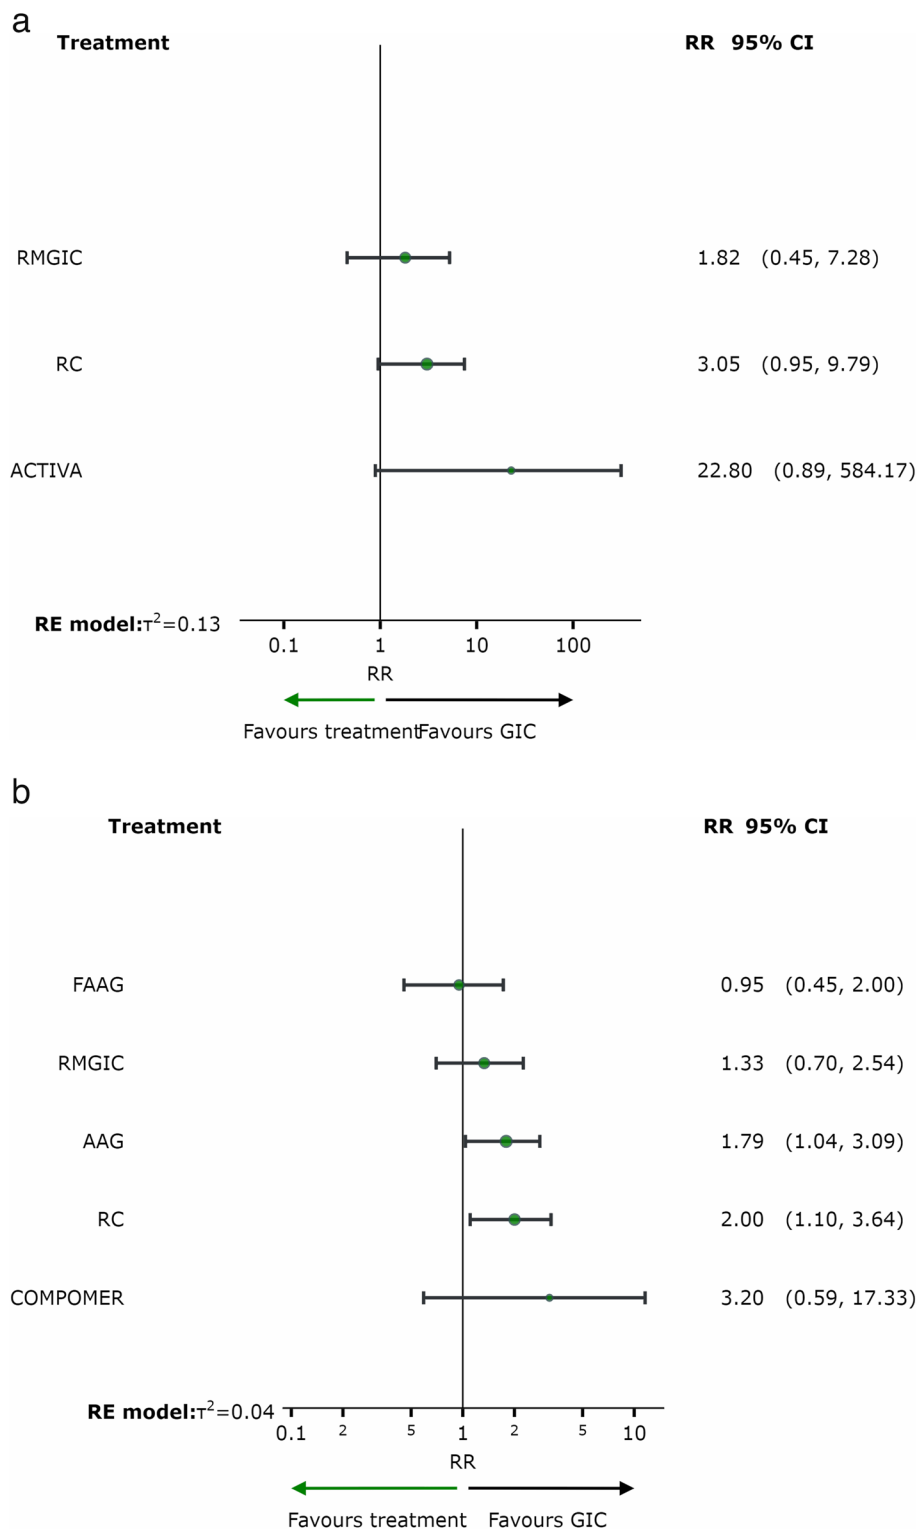 a
Treatment RR 95% CI
RMGIC 1.82 (0.45, 7.28)
RC 3.05 (0.95, 9.79)
ACTIVA 22.80 (0.89, 584.17)
RE model:τ²=0.13
0.1 1 10 100
RR
Favours treatment Favours GIC
b
Treatment RR 95% CI
FAAG 0.95 (0.45, 2.00)
RMGIC 1.33 (0.70, 2.54)
AAG 1.79 (1.04, 3.09)
RC 2.00 (1.10, 3.64)
COMPOMER 3.20 (0.59, 17.33)
RE model:τ²=0.04
0.1 2 5 1 2 5 10
RR
Favours treatment Favours GIC